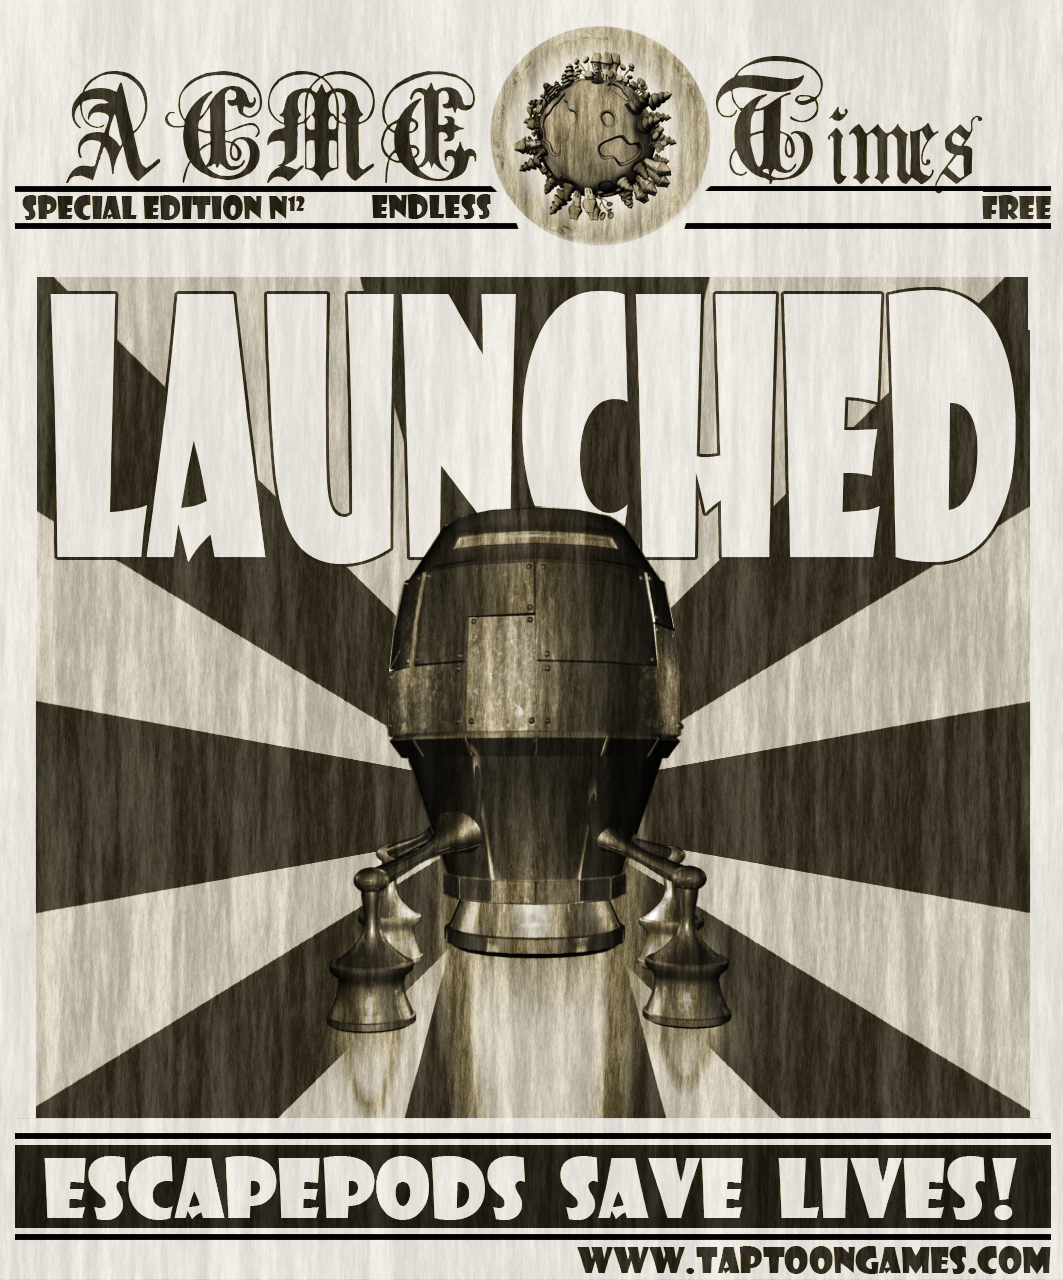 ACME Times
SPECIAL EDITION N12 ENDLESS FREE
LAUNCHED
ESCAPEPODS SAVE LIVES!
WWW.TAPTOONGAMES.COM